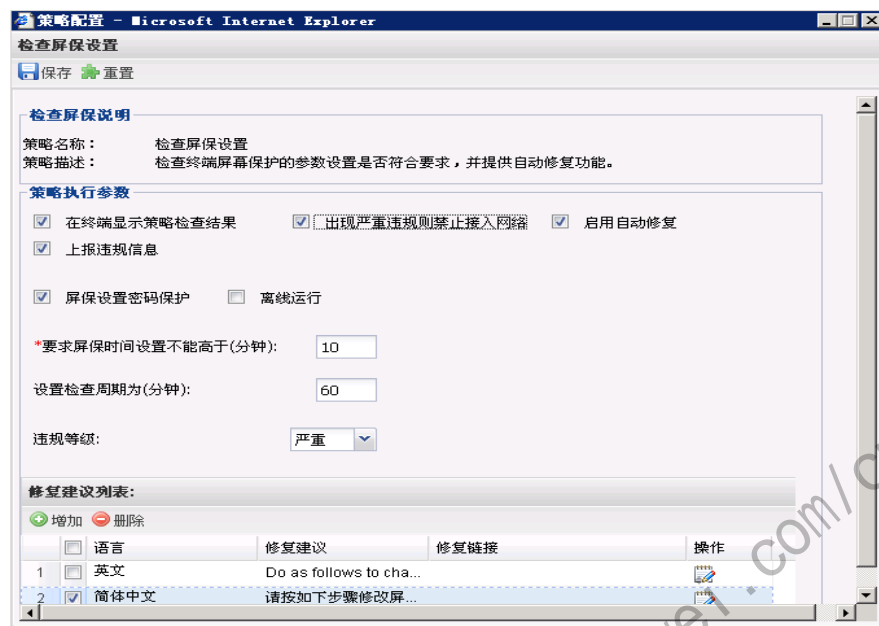 策略配置 - Microsoft Internet Explorer
检查屏保设置
保存 重置
检查屏保说明
策略名称： 检查屏保设置
策略描述： 检查终端屏幕保护的参数设置是否符合要求，并提供自动修复功能。
策略执行参数
在终端显示策略检查结果 出现严重违规则禁止接入网络 启用自动修复
上报违规信息
屏保设置密码保护 离线运行
*要求屏保时间设置不能高于(分钟): 10
设置检查周期为(分钟): 60
违规等级: 严重
修复建议列表:
增加 删除
语言 修复建议 修复链接 操作
1 英文 Do as follows to cha...
2 简体中文 请按如下步骤修改屏...